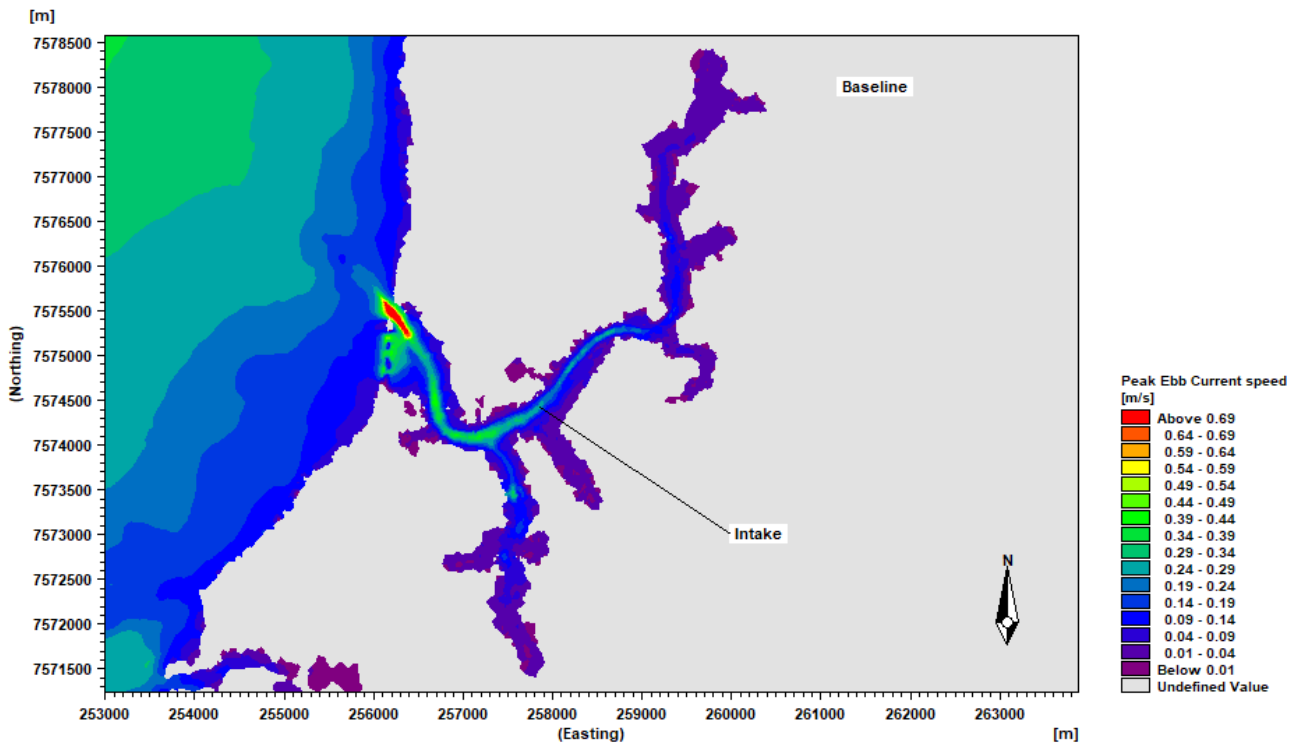 [m]
Baseline
7578500
7578000
7577500
7577000
7576500
7576000
7575500
7575000
7574500
7574000
7573500
7573000
7572500
7572000
7571500
(Northing)
Intake
N
253000 254000 255000 256000 257000 258000 259000 260000 261000 262000 263000
(Easting)
[m]
Peak Ebb Current speed
[m/s]
Above 0.69
0.64 - 0.69
0.59 - 0.64
0.54 - 0.59
0.49 - 0.54
0.44 - 0.49
0.39 - 0.44
0.34 - 0.39
0.29 - 0.34
0.24 - 0.29
0.19 - 0.24
0.14 - 0.19
0.09 - 0.14
0.04 - 0.09
0.01 - 0.04
Below 0.01
Undefined Value